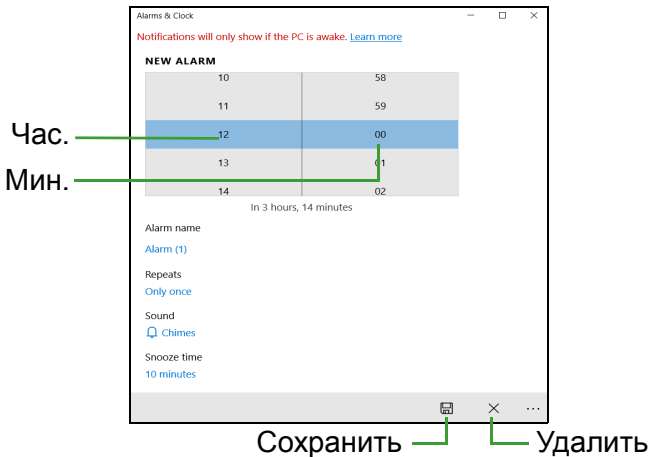 Alarms & Clock
Notifications will only show if the PC is awake. Learn more
NEW ALARM
10 58
11 59
Час. 12 00
13 01
Мин.
14 02
In 3 hours, 14 minutes
Alarm name
Alarm (1)
Repeats
Only once
Sound
Chimes
Snooze time
10 minutes
Сохранить Удалить